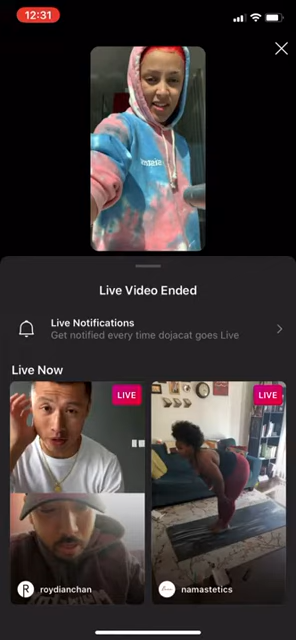 12:31
Live Video Ended
Live Notifications
Get notified every time dojacat goes Live
Live Now
LIVE
LIVE
R
roydianchan
namastetics